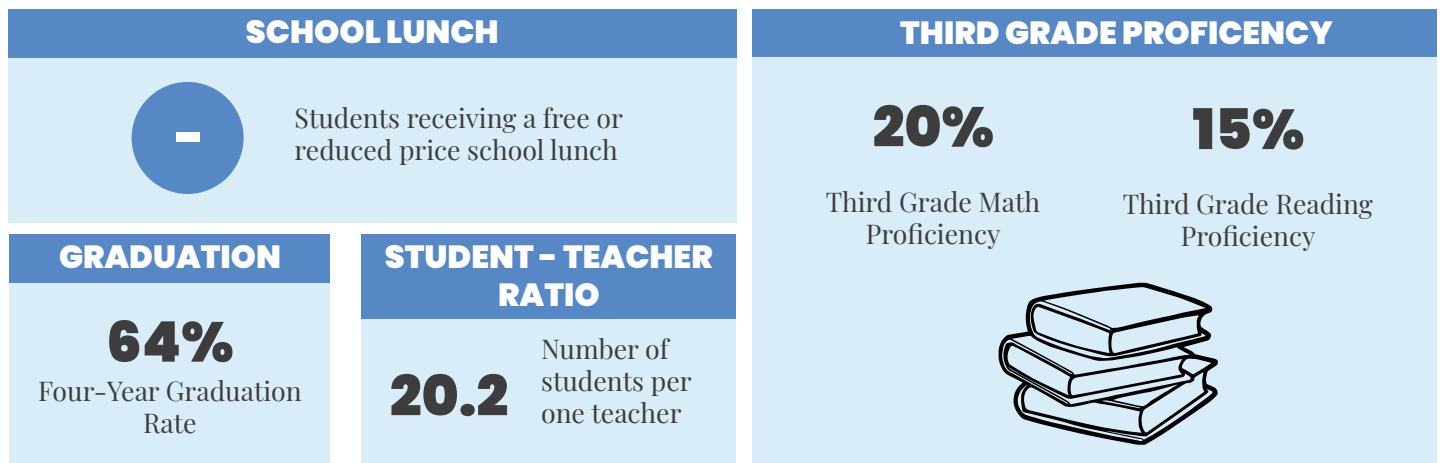 SCHOOL LUNCH
-
Students receiving a free or
reduced price school lunch
GRADUATION
64%
Four-Year Graduation
Rate
STUDENT - TEACHER
RATIO
20.2
Number of
students per
one teacher
THIRD GRADE PROFICENCY
20%
Third Grade Math
Proficiency
15%
Third Grade Reading
Proficiency